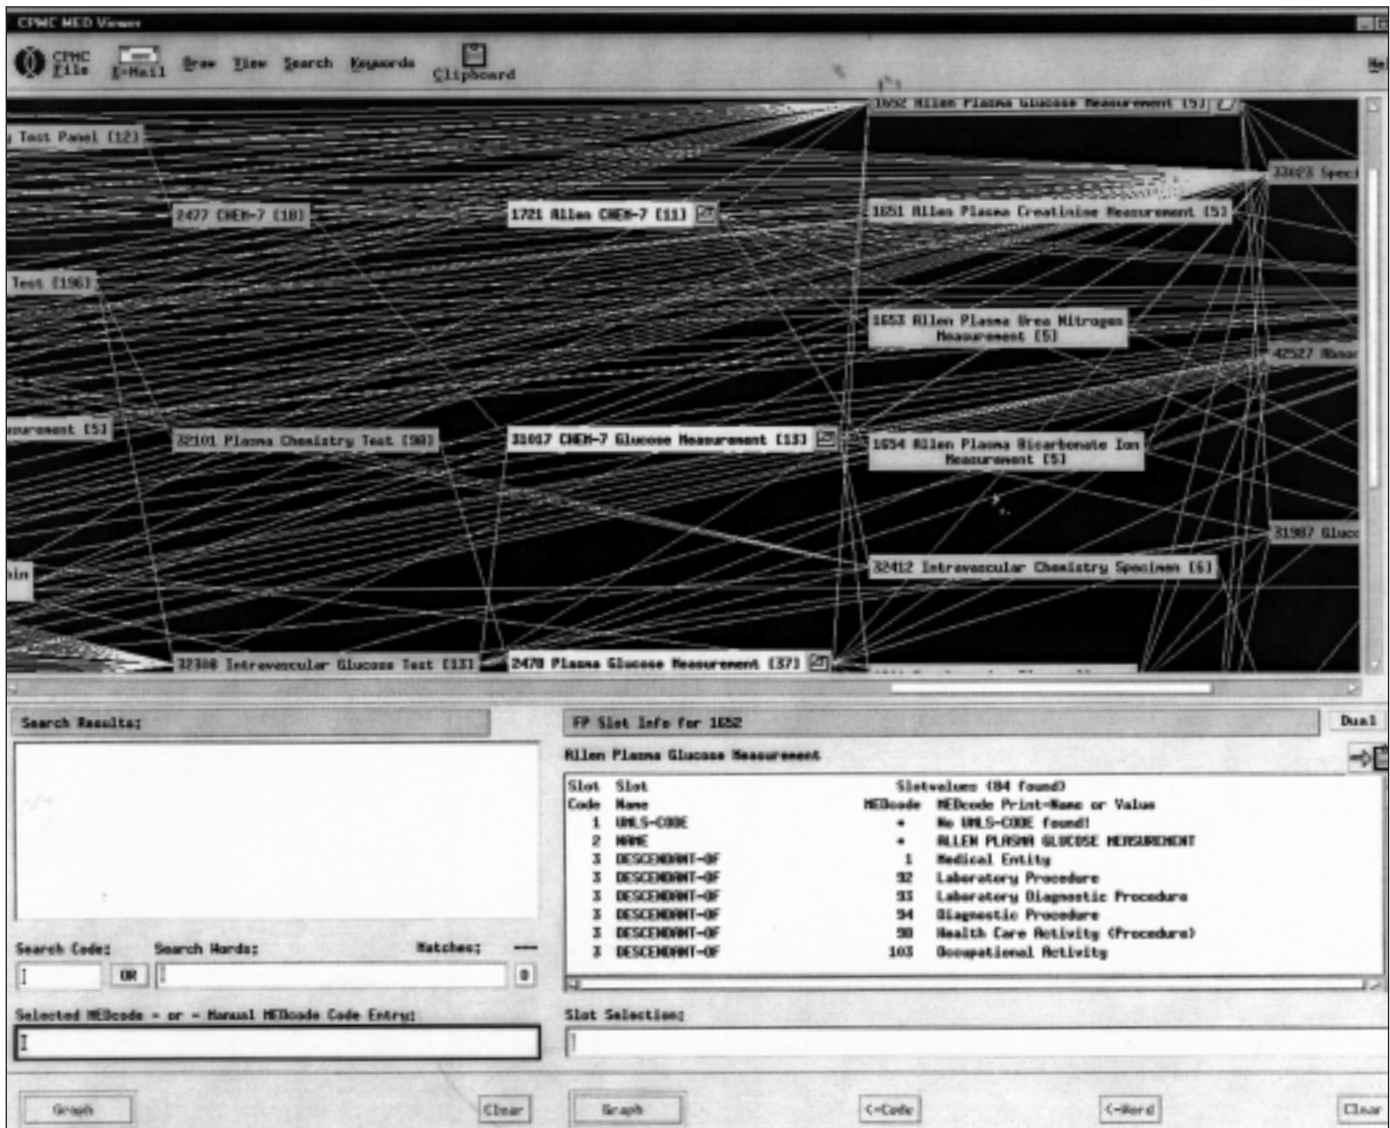 CPMC MED Viewer
CPMC File
E-Mail
Draw
View
Search
Keywords
Clipboard
He
1652 Allen Plasma Glucose Measurement [5]
y Test Panel [12]
33023 Speci
2477 CHEM-7 [18]
1721 Allen CHEM-7 [11]
1651 Allen Plasma Creatinine Measurement [5]
Test [196]
1653 Allen Plasma Urea Nitrogen
Measurement [5]
42527 Abnor
asurement [5]
32101 Plasma Chemistry Test [98]
31017 CHEM-7 Glucose Measurement [13]
1654 Allen Plasma Bicarbonate Ion
Measurement [5]
31987 Gluco
in
32412 Intravascular Chemistry Specimen [6]
32308 Intravascular Glucose Test [13]
2478 Plasma Glucose Measurement [37]
Search Results:
FP Slot Info for 1652
Dual
Allen Plasma Glucose Measurement
Slot Slot Slotvalues (84 found)
Code Name MEDcode MEDcode Print-Name or Value
1 UMLS-CODE * No UMLS-CODE found!
2 NAME * ALLEN PLASMA GLUCOSE MEASUREMENT
3 DESCENDANT-OF 1 Medical Entity
3 DESCENDANT-OF 92 Laboratory Procedure
3 DESCENDANT-OF 93 Laboratory Diagnostic Procedure
3 DESCENDANT-OF 94 Diagnostic Procedure
3 DESCENDANT-OF 98 Health Care Activity (Procedure)
3 DESCENDANT-OF 103 Occupational Activity
Search Code: Search Words: Matches: ---
OR
0
Selected MEDcode - or - Manual MEDcode Code Entry:
Slot Selection:
Graph
Clear
Graph
<-Code
<-Word
Clear